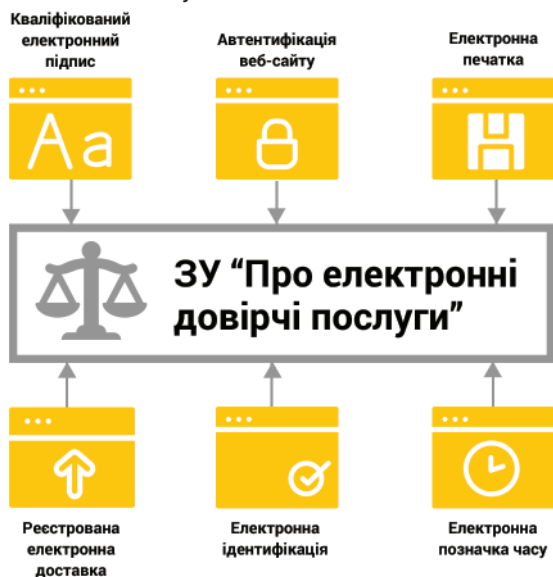 Кваліфікований
електронний
підпис
Автентифікація
веб-сайту
Електронна
печатка
Aa
ЗУ “Про електронні
довірчі послуги”
Реєстрована
електронна
доставка
Електронна
ідентифікація
Електронна
позначка часу